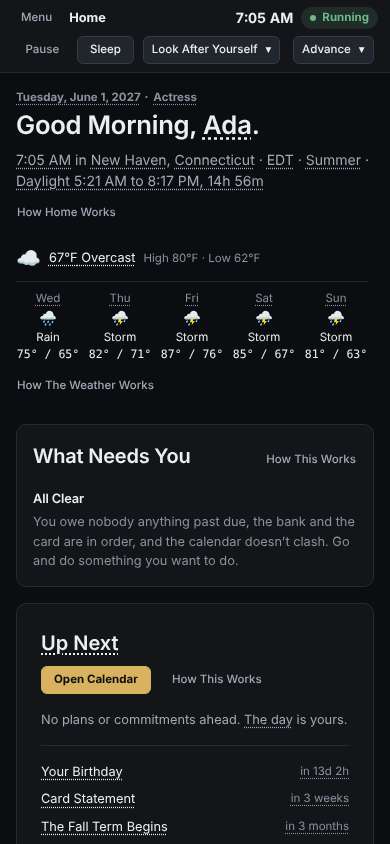 Menu Home 7:05 AM Running
Pause Sleep Look After Yourself ▾ Advance ▾
Tuesday, June 1, 2027 · Actress
Good Morning, Ada.
7:05 AM in New Haven, Connecticut · EDT · Summer ·
Daylight 5:21 AM to 8:17 PM, 14h 56m
How Home Works
67°F Overcast High 80°F · Low 62°F
Wed Thu Fri Sat Sun
Rain Storm Storm Storm Storm
75° / 65° 82° / 71° 87° / 76° 85° / 67° 81° / 63°
How The Weather Works
What Needs You How This Works
All Clear
You owe nobody anything past due, the bank and the
card are in order, and the calendar doesn't clash. Go
and do something you want to do.
Up Next
Open Calendar How This Works
No plans or commitments ahead. The day is yours.
Your Birthday in 13d 2h
Card Statement in 3 weeks
The Fall Term Begins in 3 months